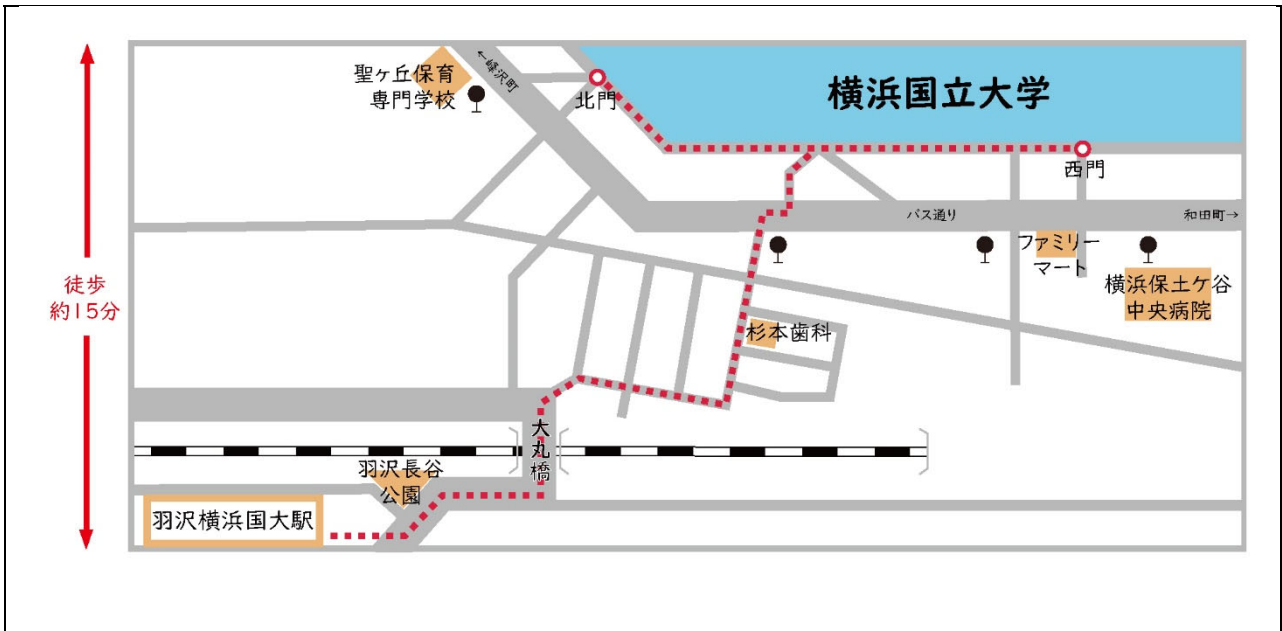 聖ヶ丘保育
専門学校
←峰沢町
北門
横浜国立大学
西門
バス通り
和田町→
ファミリー
マート
横浜保土ケ谷
中央病院
徒歩
約15分
杉本歯科
大丸橋
羽沢長谷
公園
羽沢横浜国大駅